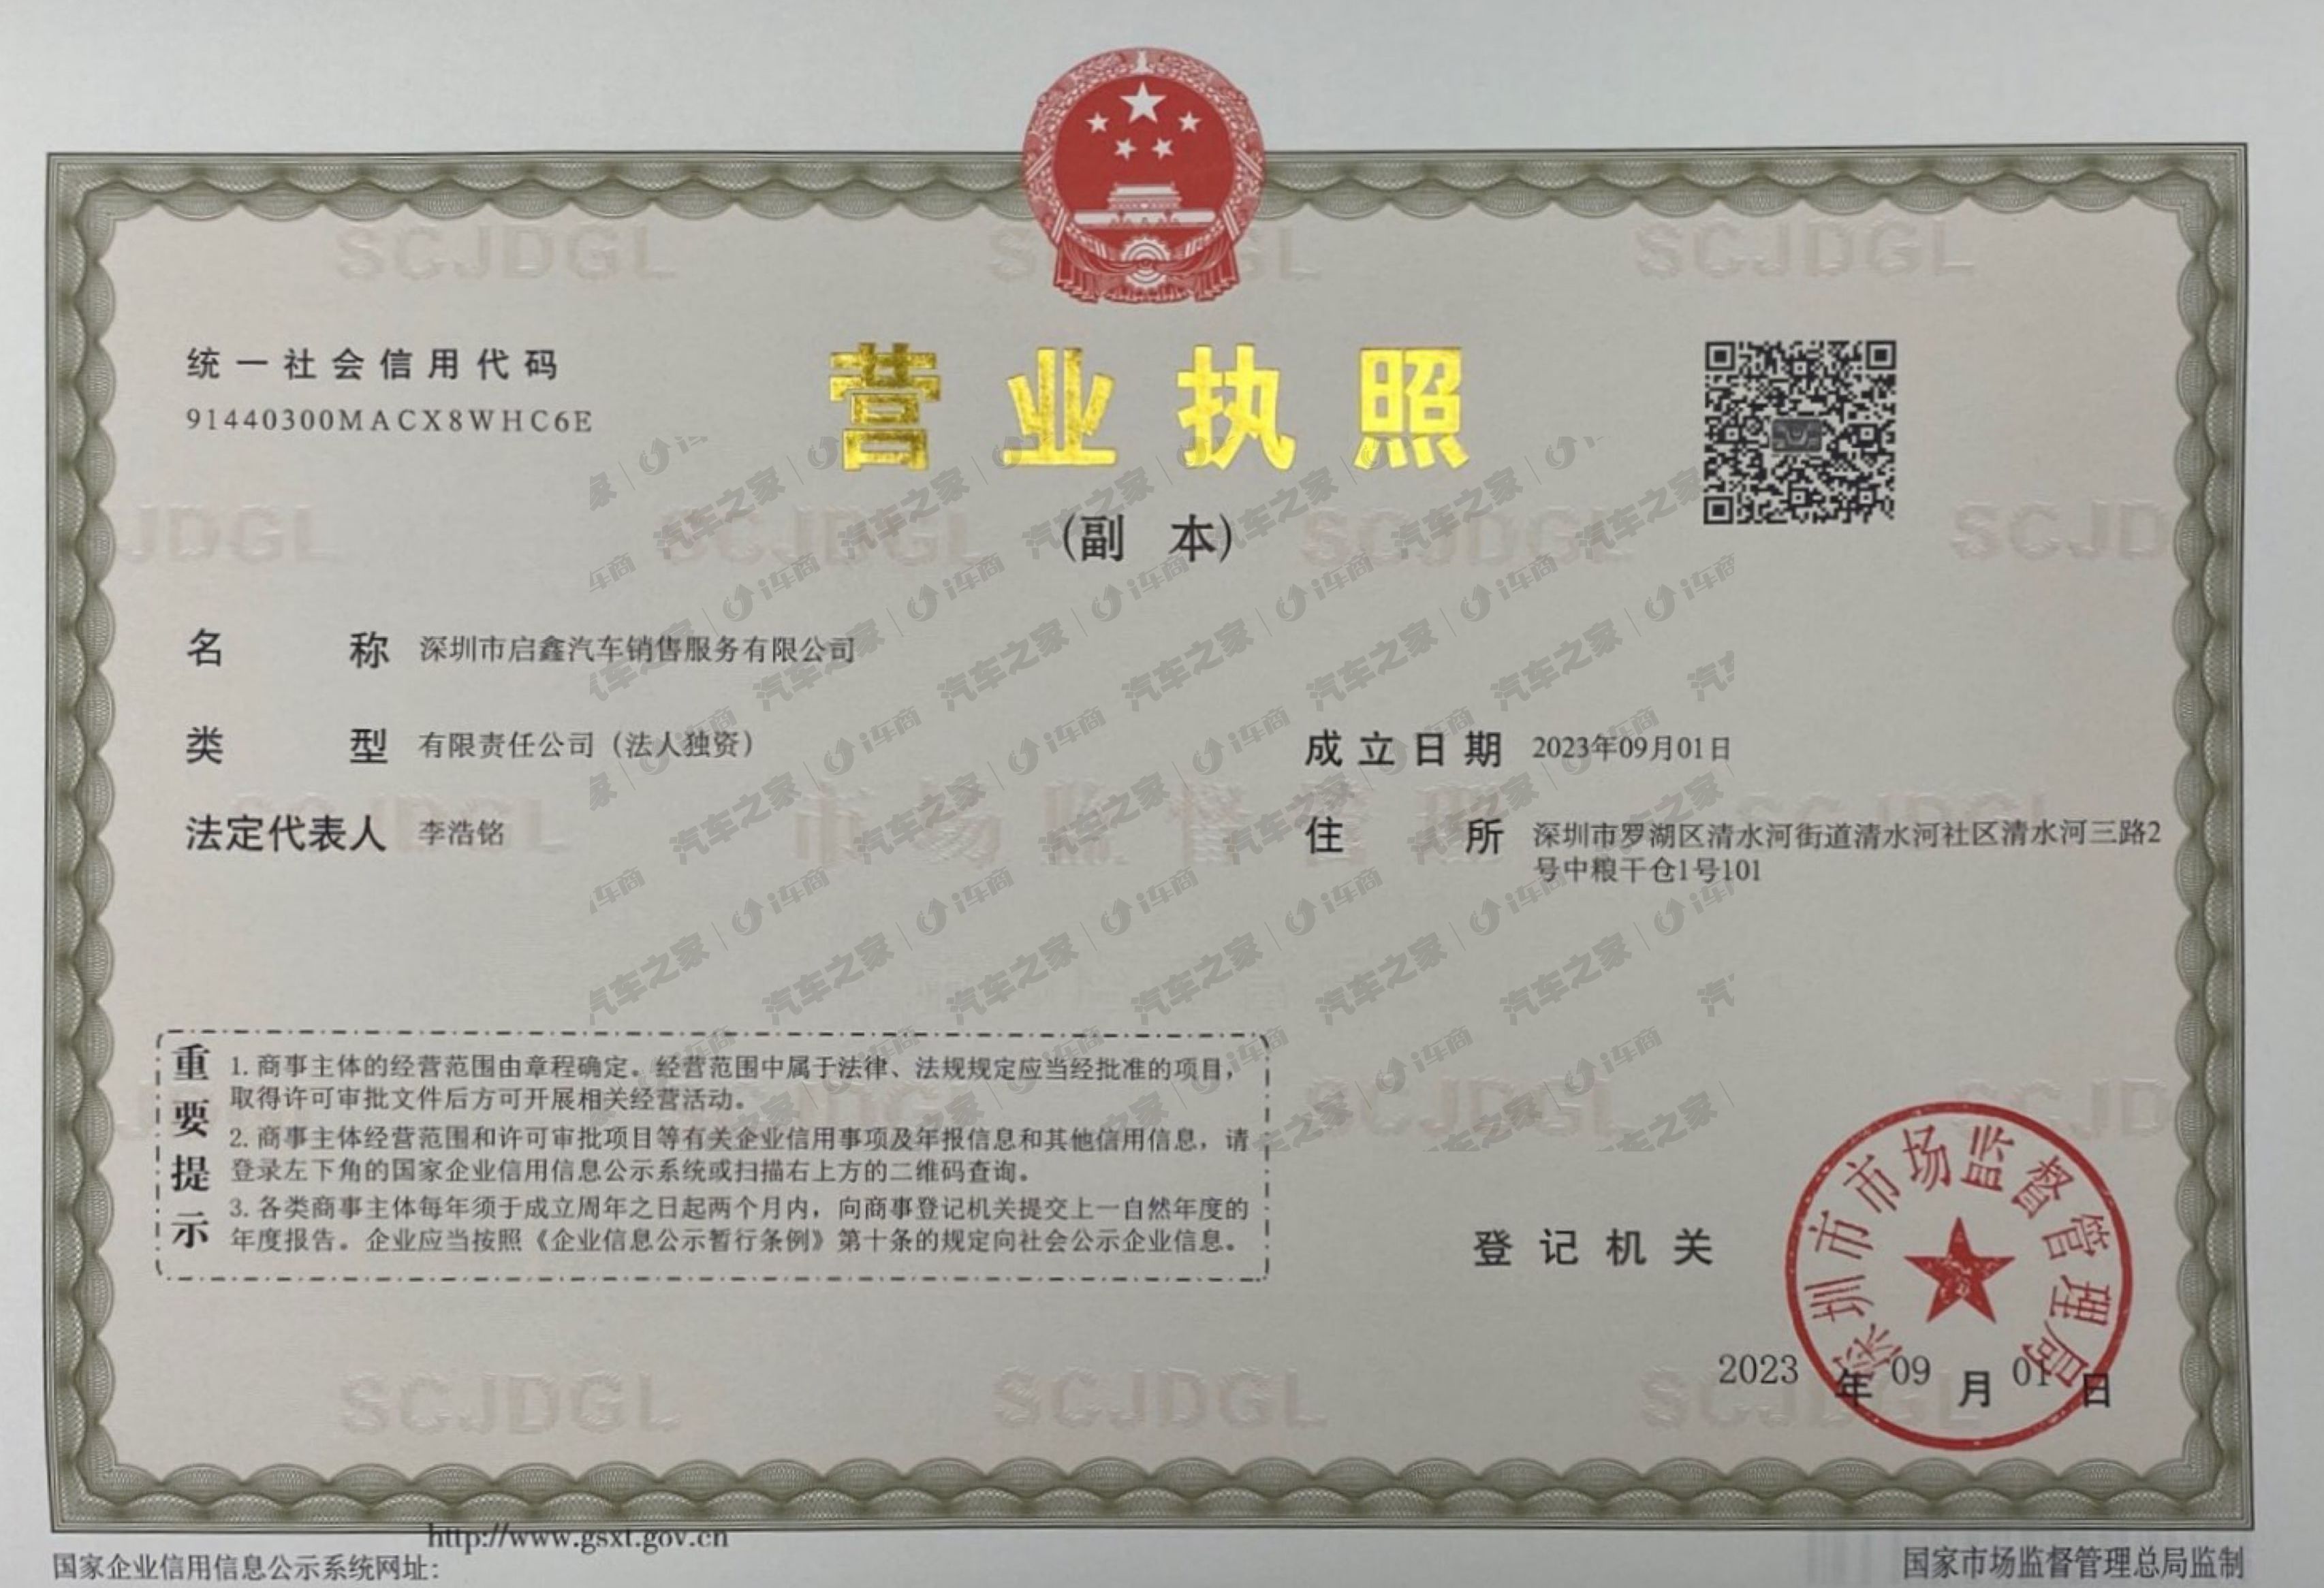 统一社会信用代码
91440300MACX8WHC6E
营业执照
(副 本)
名 称 深圳市启鑫汽车销售服务有限公司
类 型 有限责任公司（法人独资）
成立日期 2023年09月01日
法定代表人 李浩铭
住 所 深圳市罗湖区清水河街道清水河社区清水河三路2
号中粮干仓1号101
重要提示
1. 商事主体的经营范围由章程确定。经营范围中属于法律、法规规定应当经批准的项目，
取得许可审批文件后方可开展相关经营活动。
2. 商事主体经营范围和许可审批项目等有关企业信用事项及年报信息和其他信用信息，请
登录左下角的国家企业信用信息公示系统或扫描右上方的二维码查询。
3. 各类商事主体每年须于成立周年之日起两个月内，向商事登记机关提交上一自然年度的
年度报告。企业应当按照《企业信息公示暂行条例》第十条的规定向社会公示企业信息。
登记机关
深圳市市场监督管理局
2023 年 09 月 01 日
http://www.gsxt.gov.cn
国家企业信用信息公示系统网址:
国家市场监督管理总局监制
SCJDGL
汽车之家 | i车商